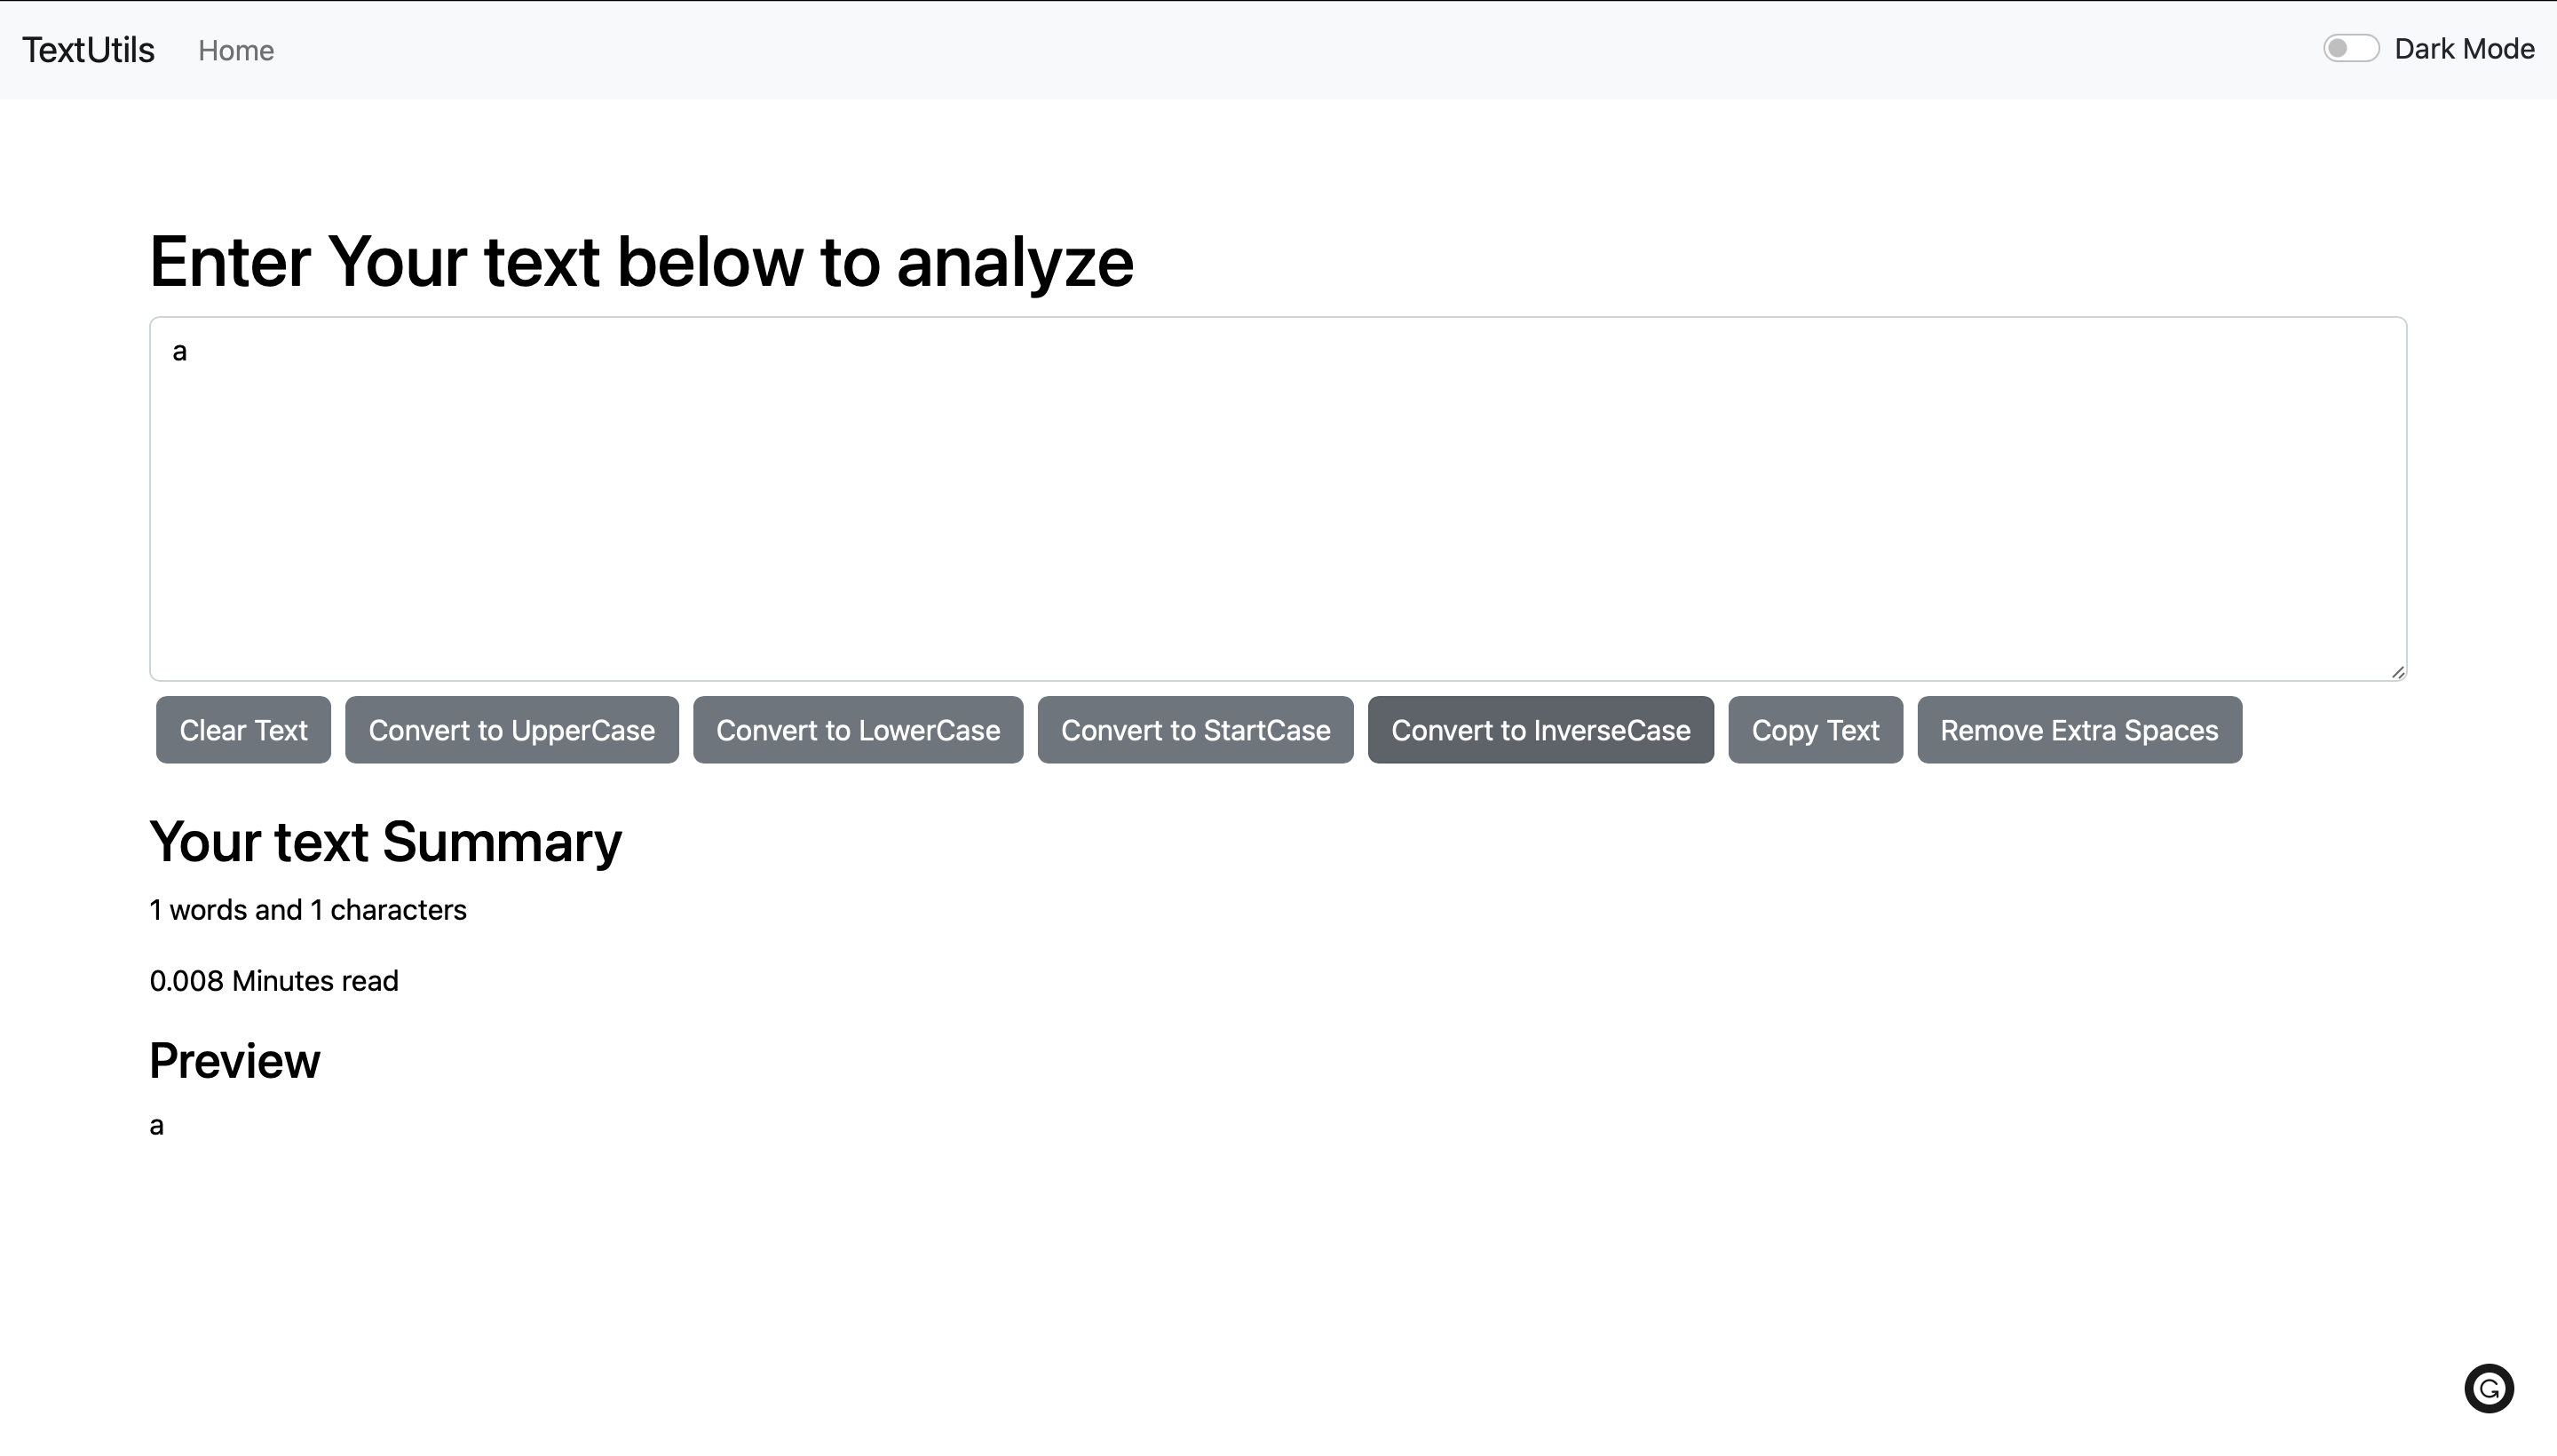 TextUtils Home Dark Mode
Enter Your text below to analyze
a
Clear Text Convert to UpperCase Convert to LowerCase Convert to StartCase Convert to InverseCase Copy Text Remove Extra Spaces
Your text Summary
1 words and 1 characters
0.008 Minutes read
Preview
a